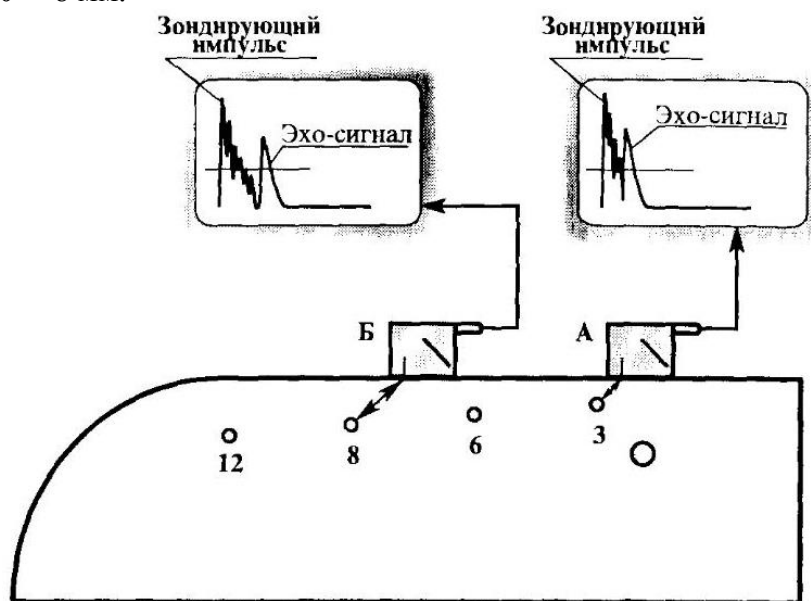 Зондирующий
импульс
Эхо-сигнал
Зондирующий
импульс
Эхо-сигнал
Б
А
12
8
6
3